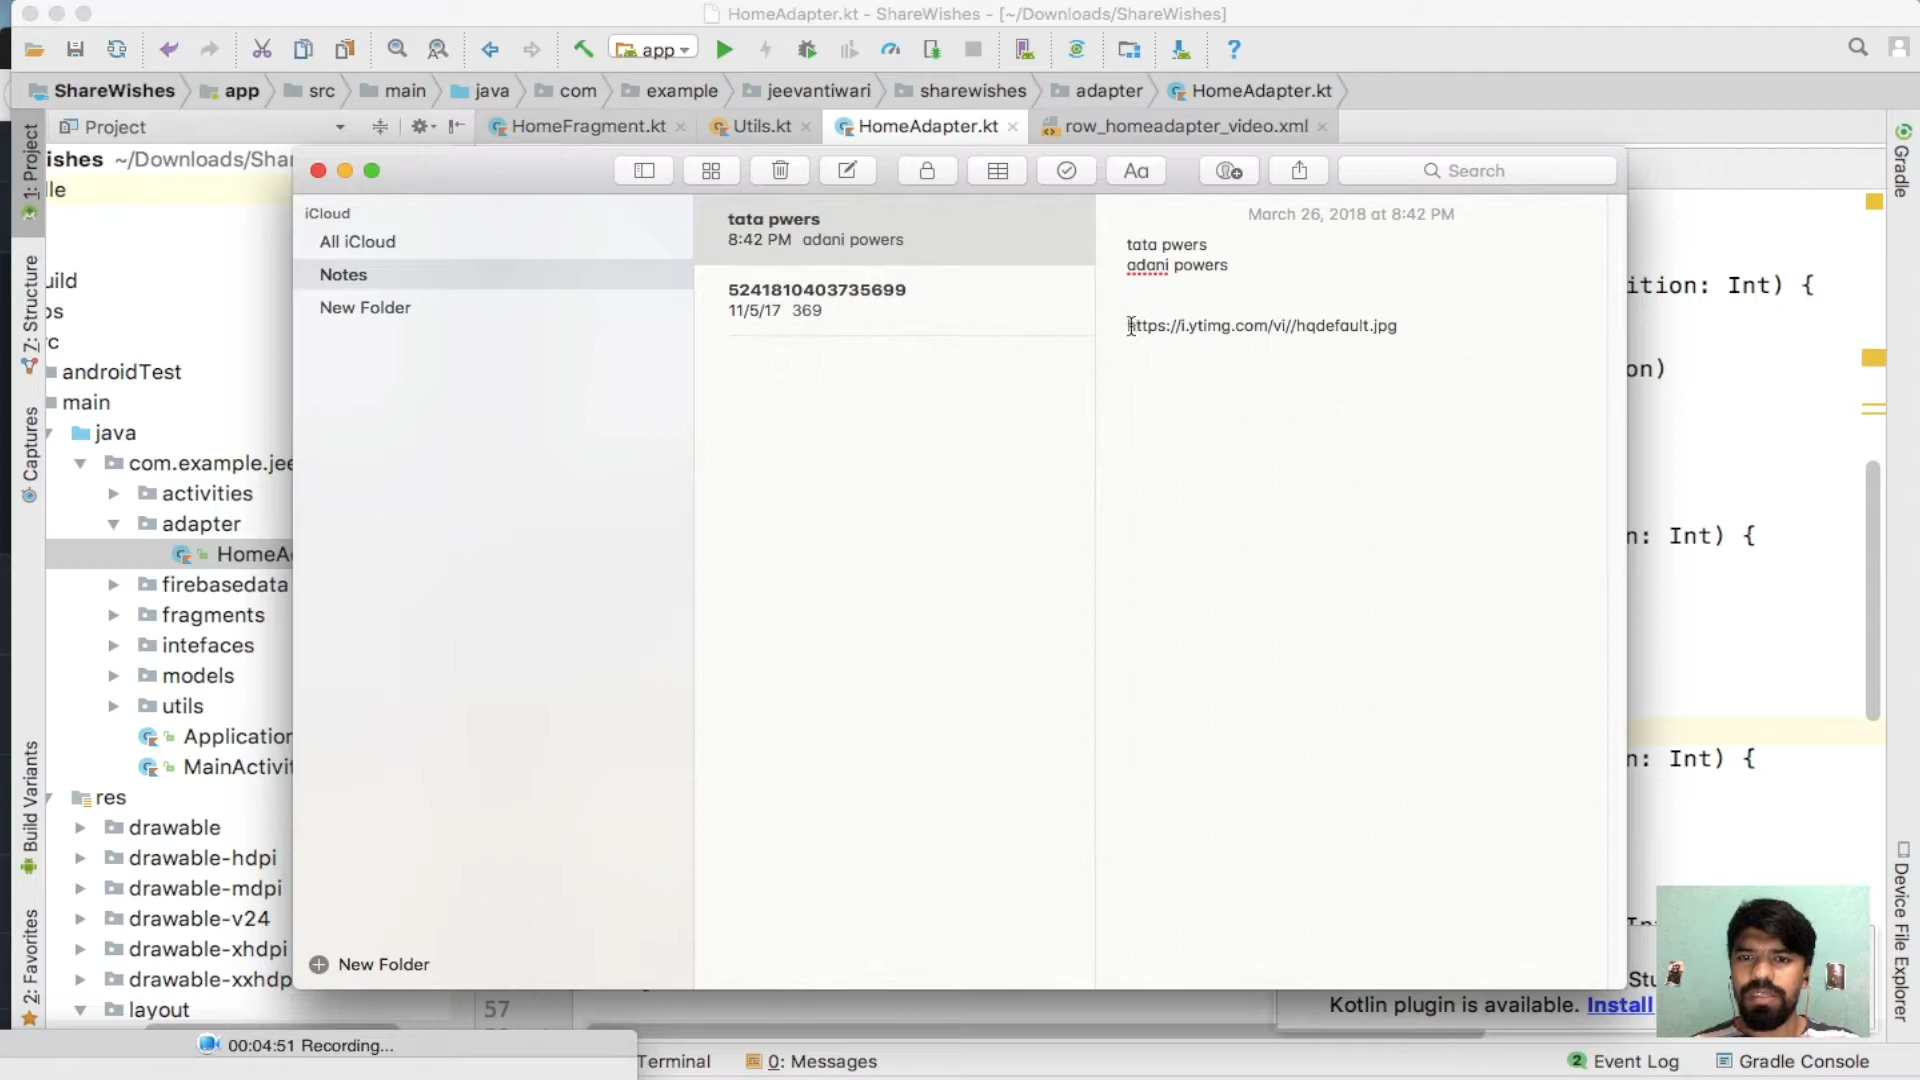 HomeAdapter.kt - ShareWishes - [~/Downloads/ShareWishes]
app
ShareWishes app src main java com example jeevantiwari sharewishes adapter HomeAdapter.kt
Project
HomeFragment.kt
Utils.kt
HomeAdapter.kt
row_homeadapter_video.xml
1: Project
7: Structure
Captures
Build Variants
2: Favorites
Gradle
Device File Explorer
ishes ~/Downloads/Shar
androidTest
main
java
com.example.jee
activities
adapter
HomeA
firebasedata
fragments
intefaces
models
utils
Application
MainActivit
res
drawable
drawable-hdpi
drawable-mdpi
drawable-v24
drawable-xhdpi
drawable-xxhdp
layout
Aa
Search
iCloud
All iCloud
Notes
New Folder
New Folder
tata pwers
8:42 PM adani powers
5241810403735699
11/5/17 369
March 26, 2018 at 8:42 PM
tata pwers
adani powers
https://i.ytimg.com/vi//hqdefault.jpg
ition: Int) {
on)
n: Int) {
n: Int) {
57
Kotlin plugin is available. Install
00:04:51 Recording...
Terminal
0: Messages
2 Event Log
Gradle Console